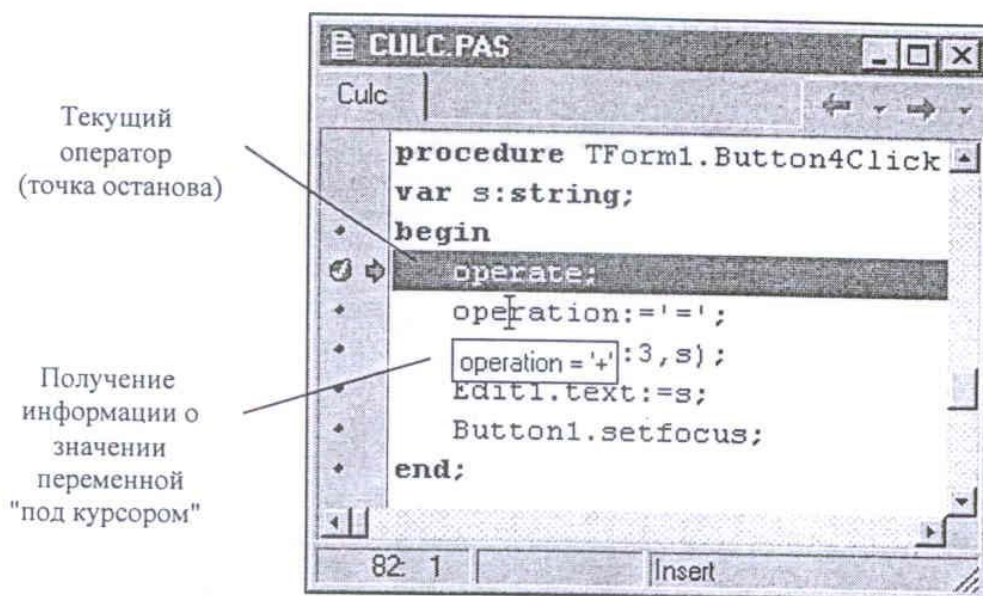 CULC.PAS
Culc
Текущий
оператор
(точка останова)
procedure TForm1.Button4Click
var s:string;
begin
operate;
operation:='=';
operation = '+' :3,s);
Edit1.text:=s;
Button1.setfocus;
end;
Получение
информации о
значении
переменной
"под курсором"
82: 1
Insert